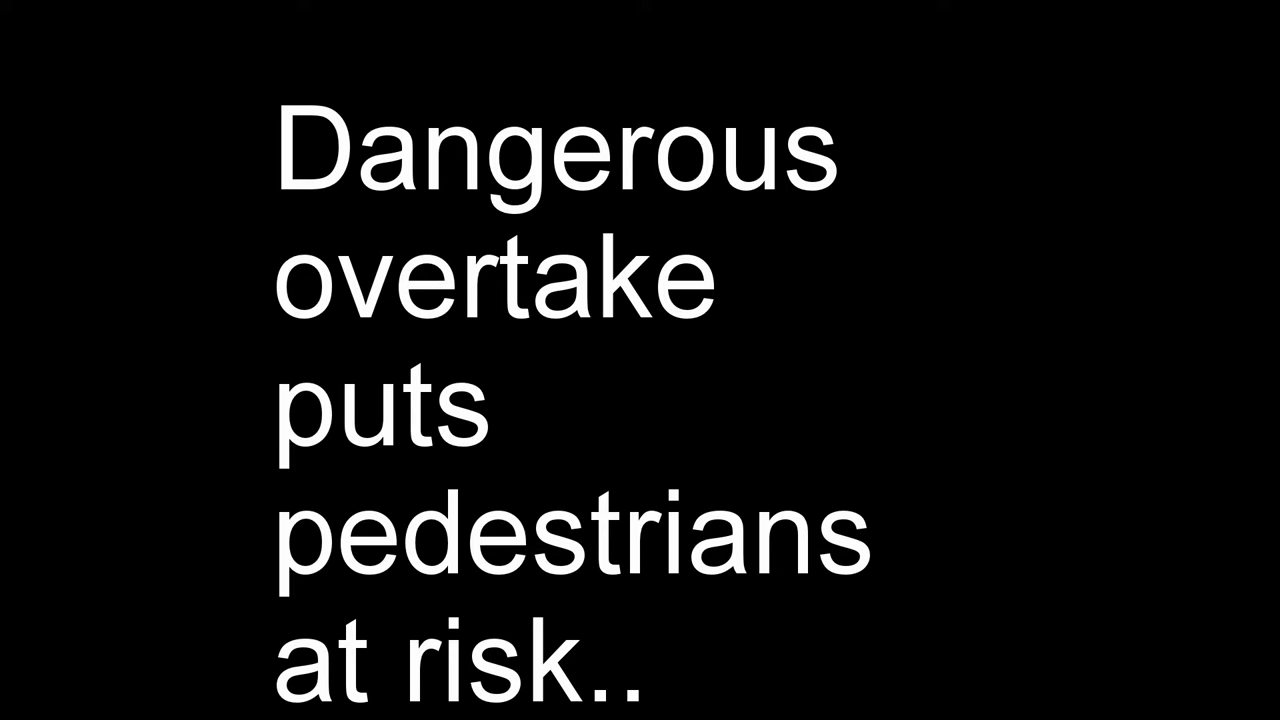 Dangerous
overtake
puts
pedestrians
at risk..